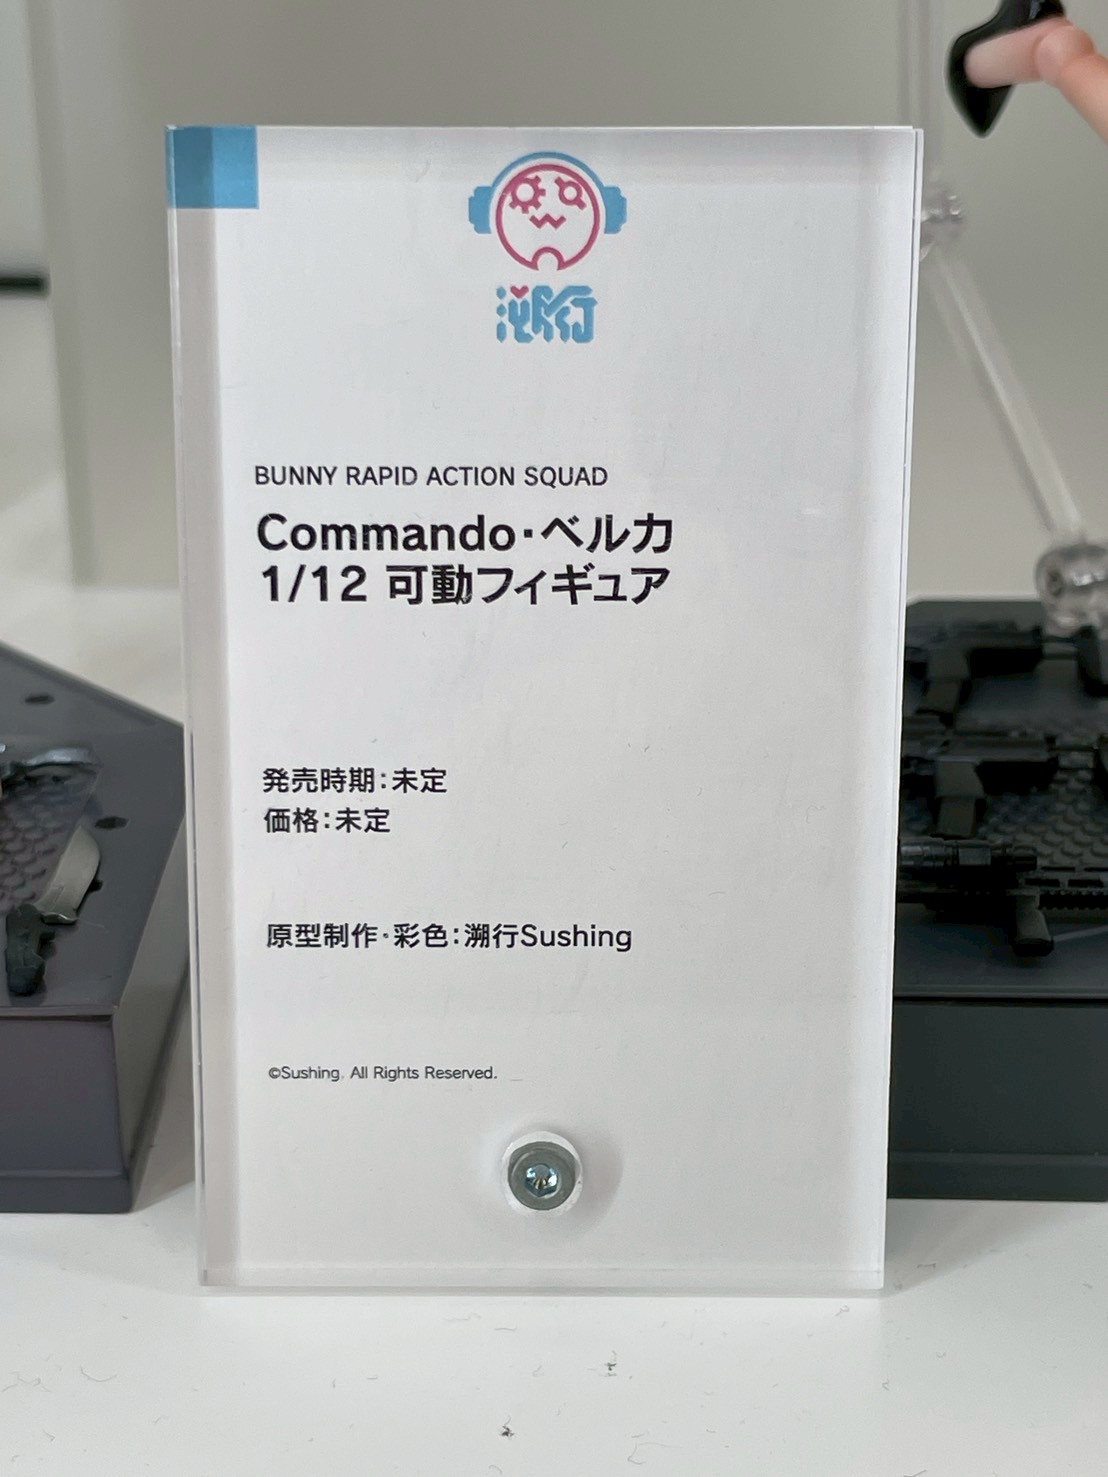 溯行
BUNNY RAPID ACTION SQUAD
Commando・ベルカ
1/12 可動フィギュア
発売時期：未定
価格：未定
原型制作・彩色：溯行Sushing
©Sushing. All Rights Reserved.